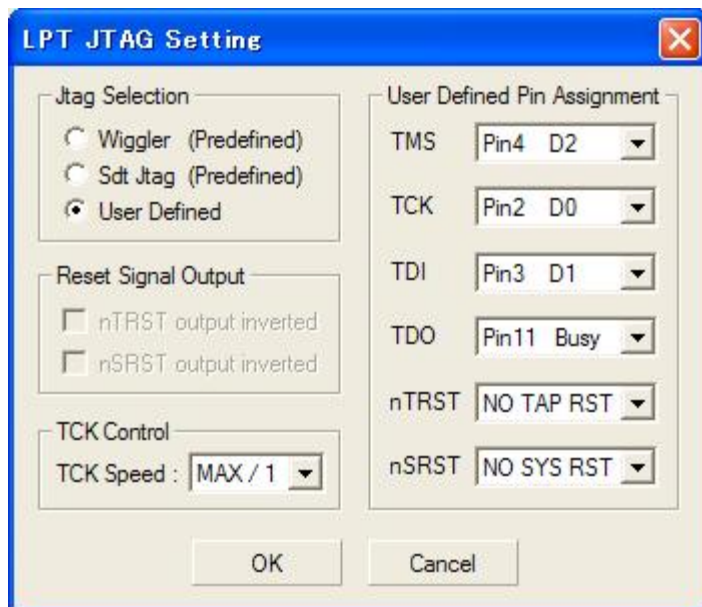 LPT JTAG Setting
Jtag Selection
Wiggler (Predefined)
Sdt Jtag (Predefined)
User Defined
Reset Signal Output
nTRST output inverted
nSRST output inverted
TCK Control
TCK Speed : MAX / 1
User Defined Pin Assignment
TMS Pin4 D2
TCK Pin2 D0
TDI Pin3 D1
TDO Pin11 Busy
nTRST NO TAP RST
nSRST NO SYS RST
OK Cancel